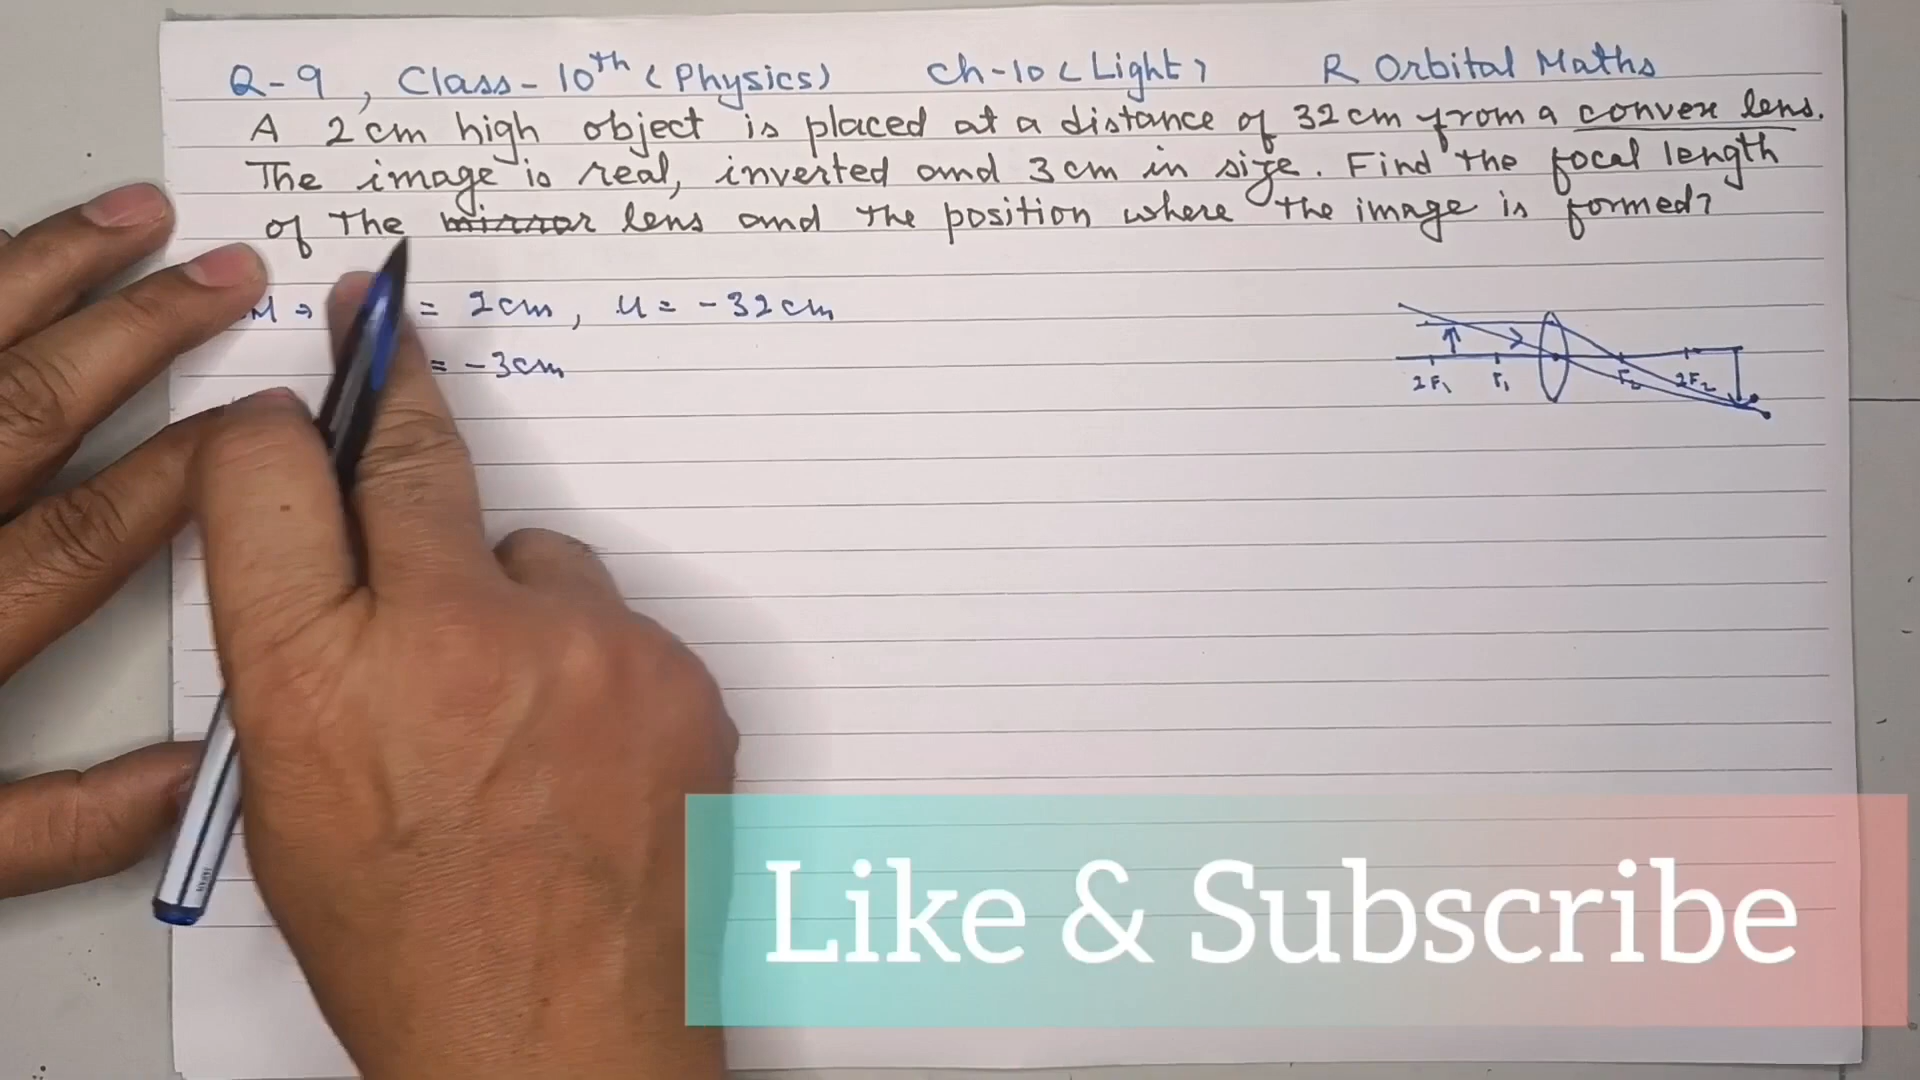 Q-9, Class-10th (Physics) Ch-10 (Light) R Orbital Maths
A 2cm high object is placed at a distance of 32cm from a convex lens.
The image is real, inverted and 3cm in size. Find the focal length
of the mirror lens and the position where the image is formed?
= 2cm, u = -32cm
= -3cm
2F₁ F₁ F₂ 2F₂
JAPAN
Like & Subscribe